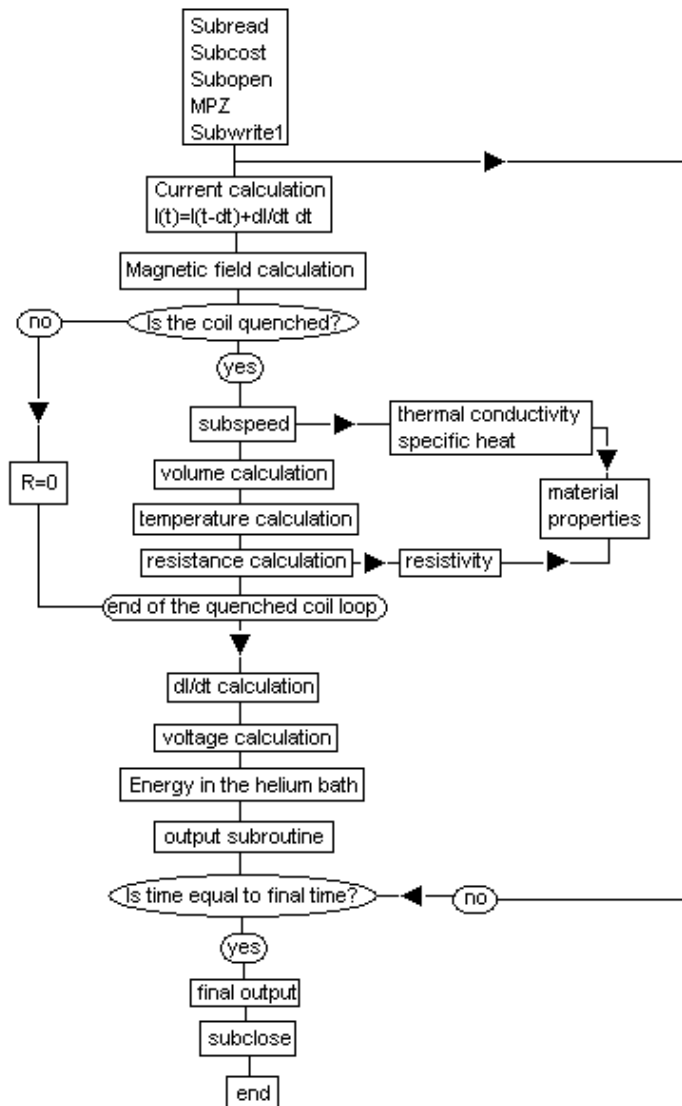 Subread
Subcost
Subopen
MPZ
Subwrite1
Current calculation
I(t)=I(t-dt)+dI/dt dt
Magnetic field calculation
no
Is the coil quenched?
yes
subspeed
thermal conductivity
specific heat
R=0
volume calculation
material
properties
temperature calculation
resistance calculation
resistivity
end of the quenched coil loop
dI/dt calculation
voltage calculation
Energy in the helium bath
output subroutine
Is time equal to final time?
no
yes
final output
subclose
end